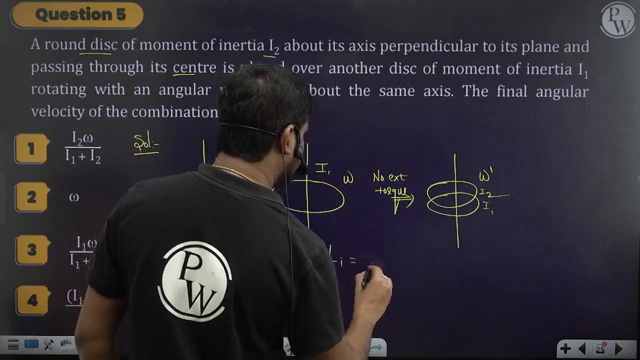 Question 5
A round disc of moment of inertia I₂ about its axis perpendicular to its plane and
passing through its centre is over another disc of moment of inertia I₁
rotating with an angular about the same axis. The final angular
velocity of the combination
1 I₂ω / I₁ + I₂
Sol:-
2 ω
I₁ ω
No ext
torque
ω'
I₂
I₁
3 I₁ω / I₁ +
4 (I₁
i =
PW
PW